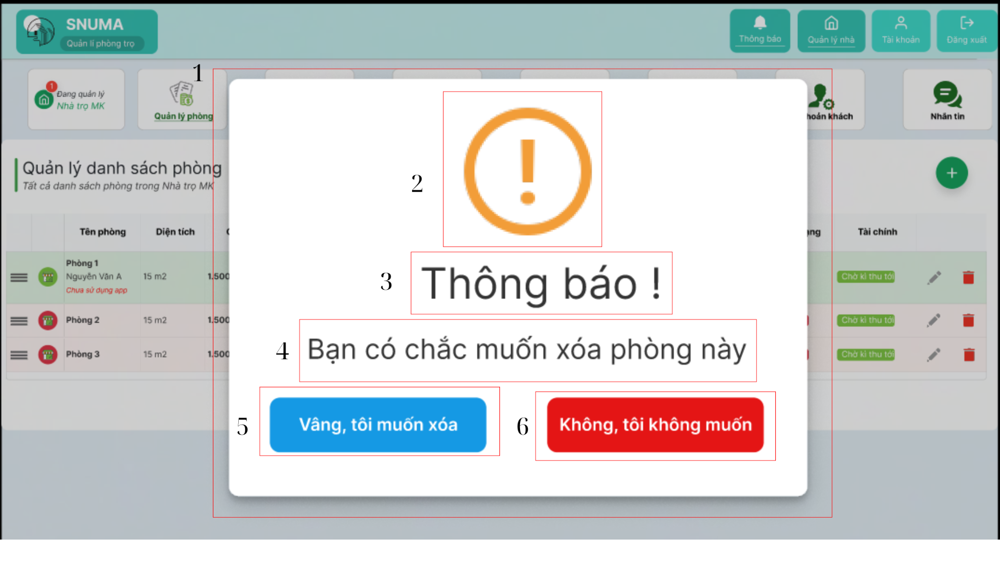 SNUMA
Quản lí phòng trọ
Thông báo
Quản lý nhà
Tài khoản
Đăng xuất
1
1
Đang quản lý
Nhà trọ MK
Quản lý phòng
khách
Nhắn tin
Quản lý danh sách phòng
Tất cả danh sách phòng trong Nhà trọ MK
2
!
3
Thông báo !
4
Bạn có chắc muốn xóa phòng này
5
Vâng, tôi muốn xóa
6
Không, tôi không muốn
Tên phòng
Diện tích
Tài chính
Phòng 1
Nguyễn Văn A
Chưa sử dụng app
15 m2
1.500
Chờ kì thu tới
Phòng 2
15 m2
1.500
Chờ kì thu tới
Phòng 3
15 m2
1.500
Chờ kì thu tới